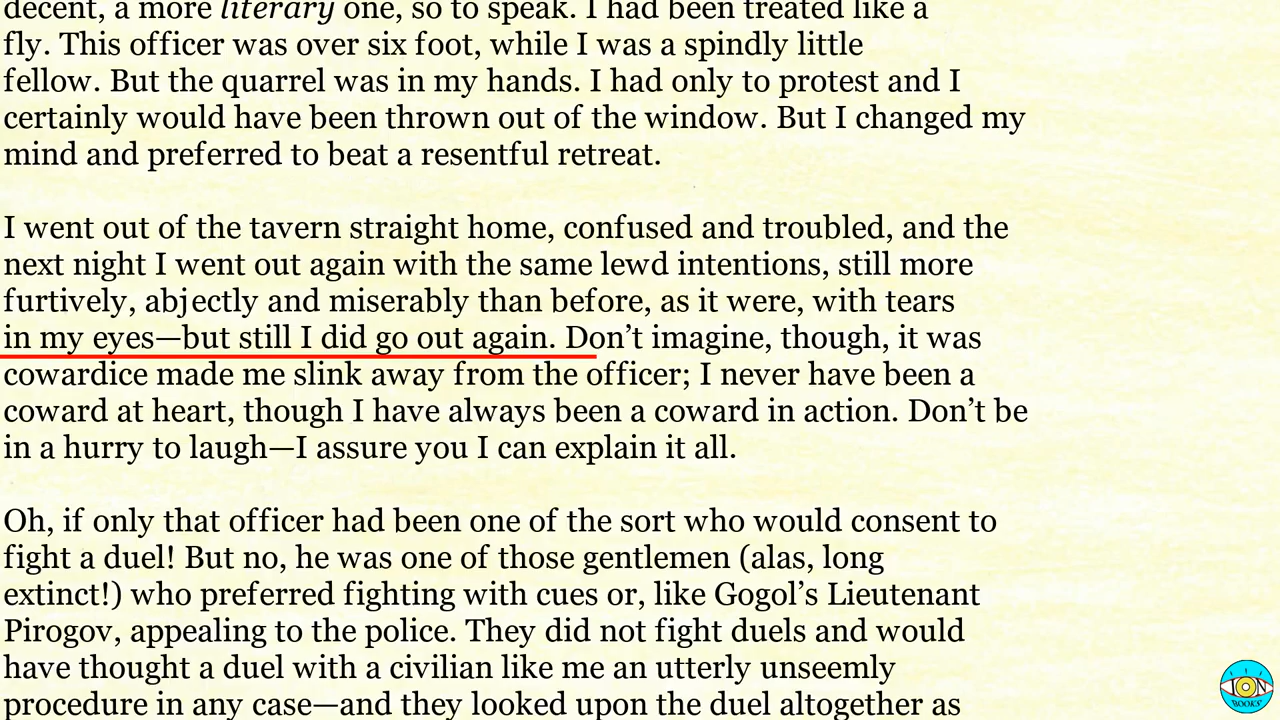 decent, a more literary one, so to speak. I had been treated like a
fly. This officer was over six foot, while I was a spindly little
fellow. But the quarrel was in my hands. I had only to protest and I
certainly would have been thrown out of the window. But I changed my
mind and preferred to beat a resentful retreat.
I went out of the tavern straight home, confused and troubled, and the
next night I went out again with the same lewd intentions, still more
furtively, abjectly and miserably than before, as it were, with tears
in my eyes—but still I did go out again. Don’t imagine, though, it was
cowardice made me slink away from the officer; I never have been a
coward at heart, though I have always been a coward in action. Don’t be
in a hurry to laugh—I assure you I can explain it all.
Oh, if only that officer had been one of the sort who would consent to
fight a duel! But no, he was one of those gentlemen (alas, long
extinct!) who preferred fighting with cues or, like Gogol’s Lieutenant
Pirogov, appealing to the police. They did not fight duels and would
have thought a duel with a civilian like me an utterly unseemly
procedure in any case—and they looked upon the duel altogether as
ION
BOOKS